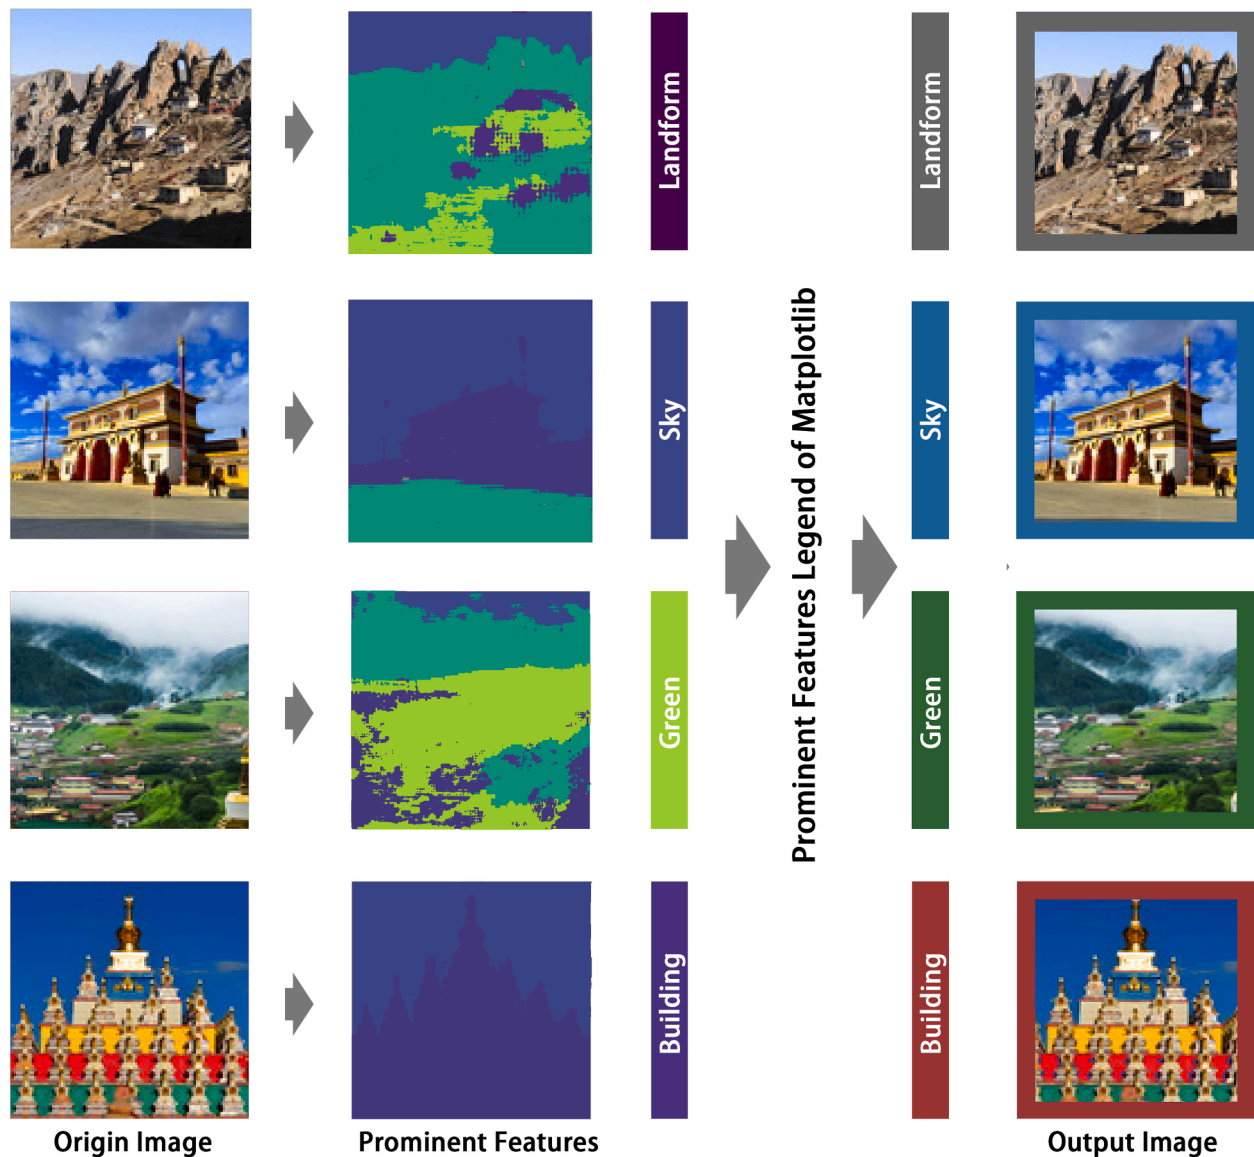 Landform
Landform
Sky
Sky
Prominent Features Legend of Matplotlib
Green
Green
Building
Building
Origin Image
Prominent Features
Output Image